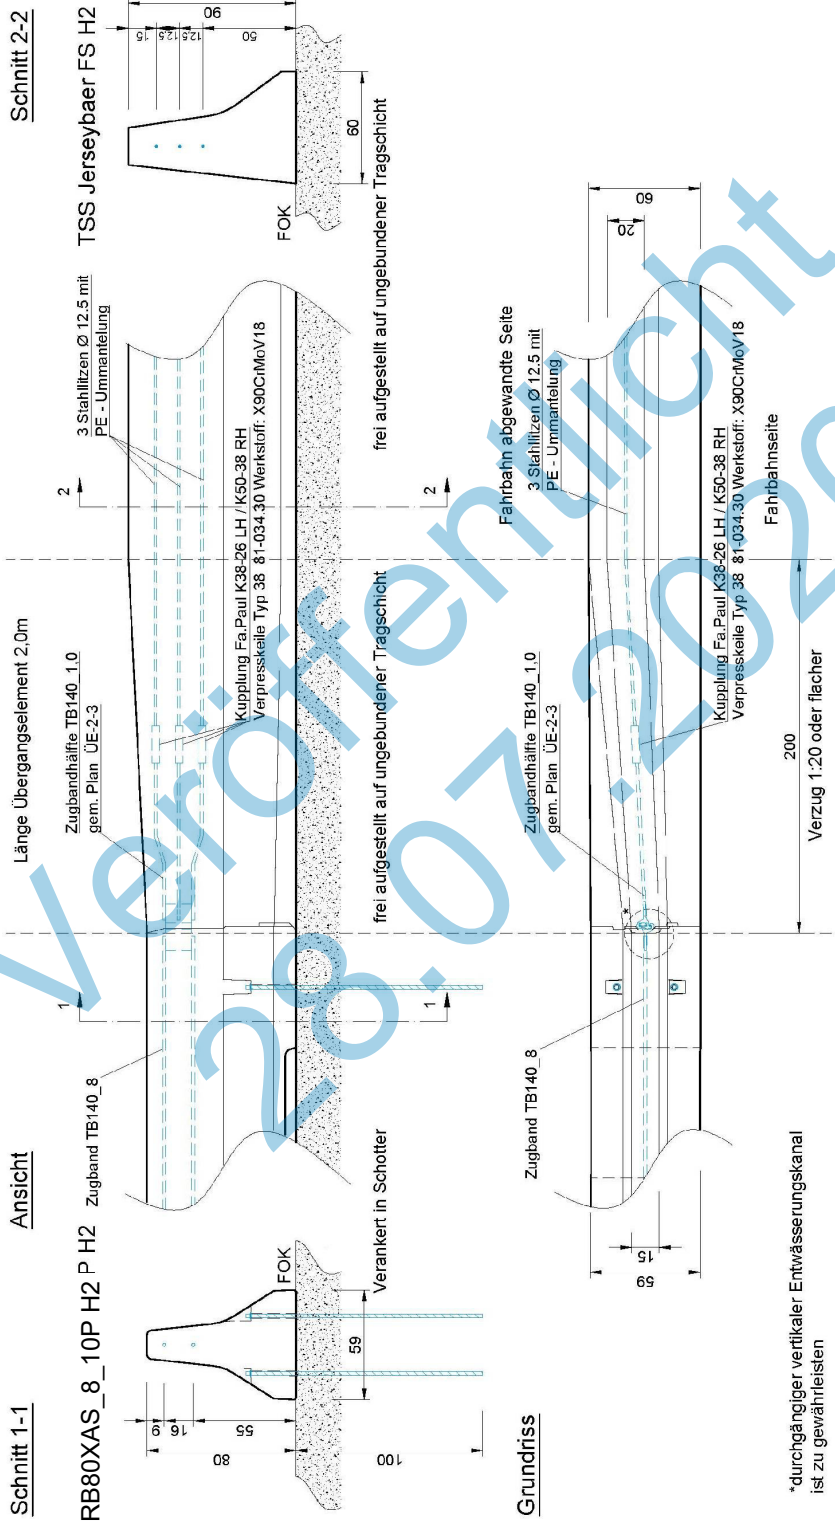 Schnitt 1-1
RB80XAS_8_10P H2 P H2
9
16
55
80
100
59
FOK
Verankert in Schotter
Ansicht
Länge Übergangselement 2,0m
Zugband TB140_8
Zugbandhälfte TB140_1,0
gem. Plan ÜE-2-3
Kupplung Fa.Paul K38-26 LH / K50-38 RH
Verpresskeile Typ 38 81-034.30 Werkstoff: X90CrMoV18
3 Stahllitzen Ø 12.5 mit
PE - Ummantelung
1
1
2
2
frei aufgestellt auf ungebundener Tragschicht
frei aufgestellt auf ungebundener Tragschicht
frei aufgestellt auf ungebundener Tragschicht
Schnitt 2-2
TSS Jerseybaer FS H2
15
12.5
12.5
50
90
60
FOK
Grundriss
Zugband TB140_8
Zugbandhälfte TB140_1,0
gem. Plan ÜE-2-3
Fahrbahn abgewandte Seite
3 Stahllitzen Ø 12.5 mit
PE - Ummantelung
Kupplung Fa.Paul K38-26 LH / K50-38 RH
Verpresskeile Typ 38 81-034.30 Werkstoff: X90CrMoV18
Fahrbahnseite
*
15
59
20
60
200
Verzug 1:20 oder flacher
*durchgängiger vertikaler Entwässerungskanal
ist zu gewährleisten
Veröffentlicht